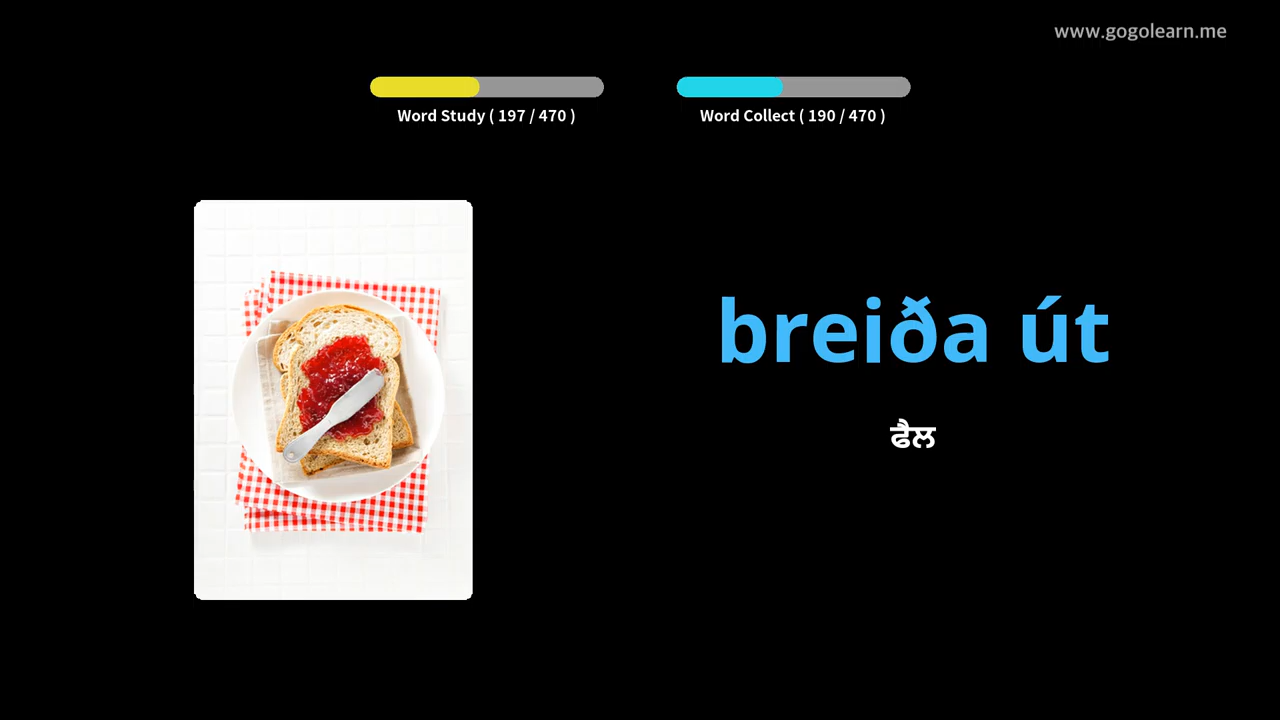 www.gogolearn.me
Word Study ( 197 / 470 )
Word Collect ( 190 / 470 )
breiða út
ਫੈਲ